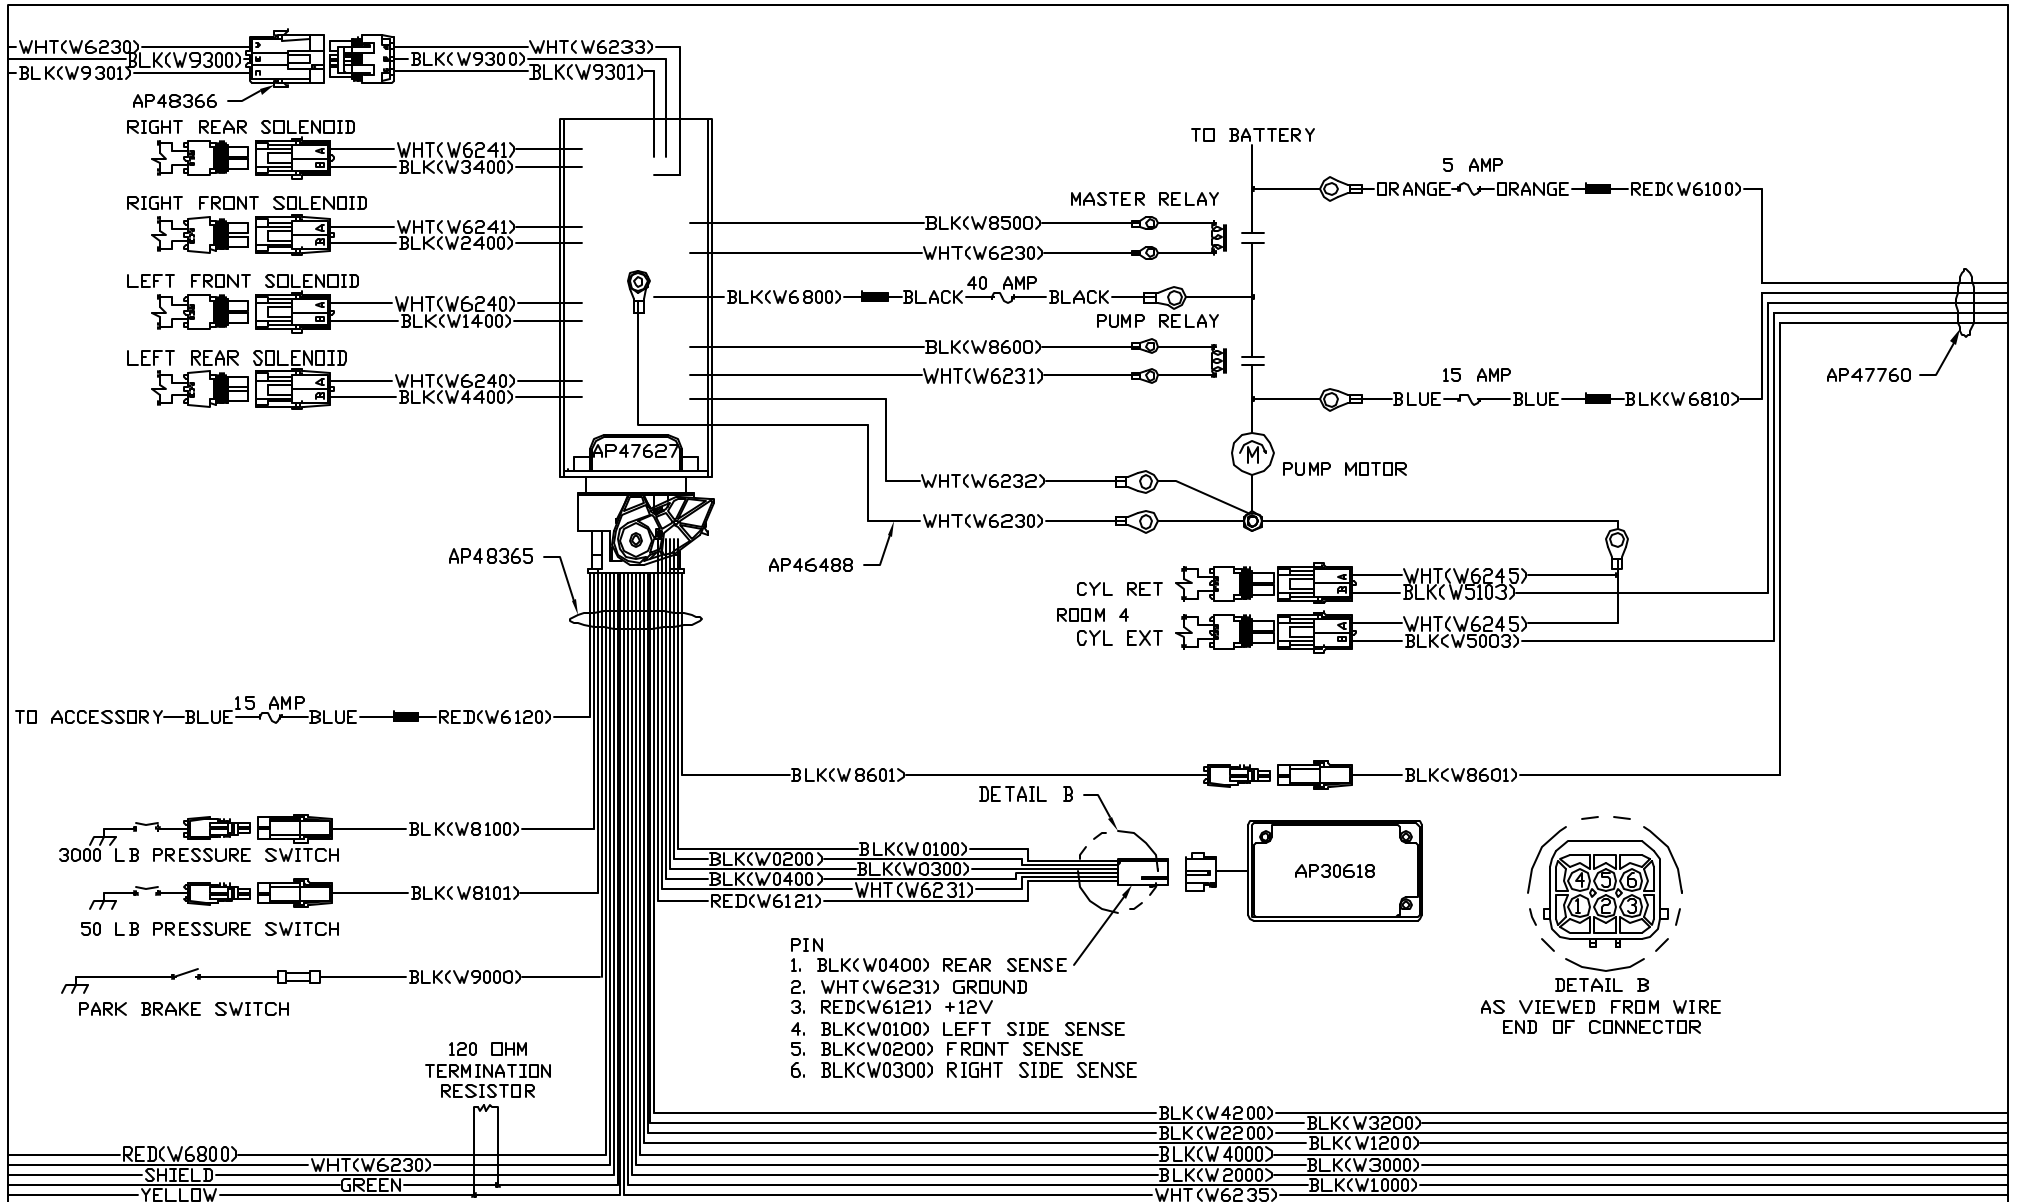 WHT(W6230)
BLK(W9300)
BLK(W9301)
WHT(W6233)
BLK(W9300)
BLK(W9301)
AP48366
RIGHT REAR SOLENOID
A
B
WHT(W6241)
BLK(W3400)
RIGHT FRONT SOLENOID
A
B
WHT(W6241)
BLK(W2400)
LEFT FRONT SOLENOID
A
B
WHT(W6240)
BLK(W1400)
LEFT REAR SOLENOID
A
B
WHT(W6240)
BLK(W4400)
AP47627
TO BATTERY
MASTER RELAY
BLK(W8500)
WHT(W6230)
BLK(W6800) BLACK 40 AMP BLACK
PUMP RELAY
BLK(W8600)
WHT(W6231)
5 AMP
ORANGE ORANGE RED(W6100)
15 AMP
BLUE BLUE BLK(W6810)
AP47760
M
PUMP MOTOR
WHT(W6232)
WHT(W6230)
AP46488
AP48365
CYL RET
A
B
WHT(W6245)
BLK(W5103)
ROOM 4
CYL EXT
A
B
WHT(W6245)
BLK(W5003)
TO ACCESSORY BLUE 15 AMP BLUE RED(W6120)
BLK(W8601)
BLK(W8601)
DETAIL B
BLK(W8100)
3000 LB PRESSURE SWITCH
BLK(W8101)
50 LB PRESSURE SWITCH
BLK(W9000)
PARK BRAKE SWITCH
BLK(W0100)
BLK(W0200)
BLK(W0300)
BLK(W0400)
WHT(W6231)
RED(W6121)
AP30618
4 5 6
1 2 3
DETAIL B
AS VIEWED FROM WIRE
END OF CONNECTOR
PIN
1. BLK(W0400) REAR SENSE
2. WHT(W6231) GROUND
3. RED(W6121) +12V
4. BLK(W0100) LEFT SIDE SENSE
5. BLK(W0200) FRONT SENSE
6. BLK(W0300) RIGHT SIDE SENSE
120 OHM
TERMINATION
RESISTOR
RED(W6800)
WHT(W6230)
SHIELD
GREEN
YELLOW
BLK(W4200)
BLK(W3200)
BLK(W2200)
BLK(W1200)
BLK(W4000)
BLK(W3000)
BLK(W2000)
BLK(W1000)
WHT(W6235)